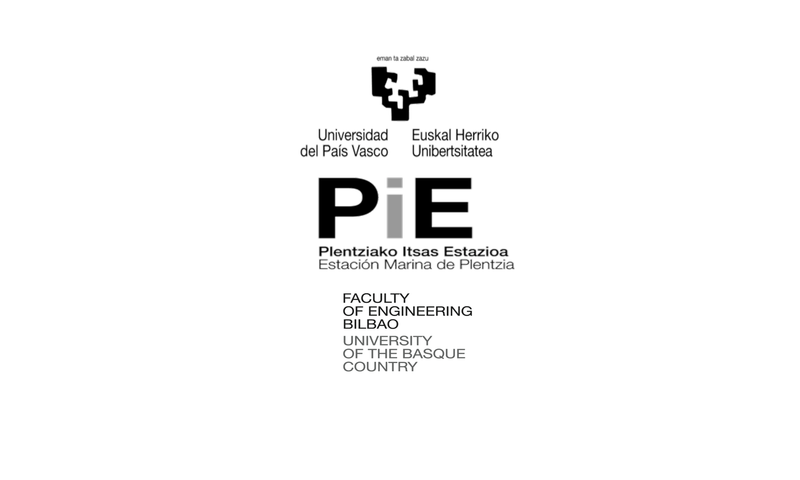 eman ta zabal zazu
Universidad
del País Vasco
Euskal Herriko
Unibertsitatea
PiE
Plentziako Itsas Estazioa
Estación Marina de Plentzia
FACULTY
OF ENGINEERING
BILBAO
UNIVERSITY
OF THE BASQUE
COUNTRY